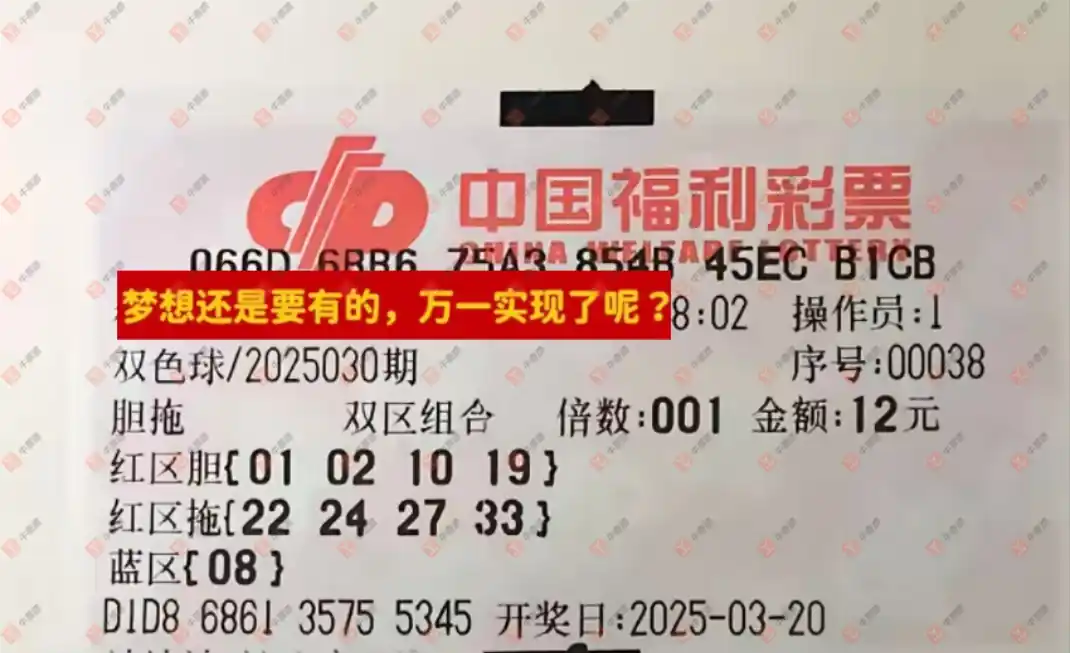 中国福利彩票
CHINA WELFARE LOTTERY
066D 6BB6 75A3 854B 45EC B1CB
梦想还是要有的，万一实现了呢？
8:02 操作员:1
双色球/2025030期 序号:00038
胆拖 双区组合 倍数:001 金额:12元
红区胆{01 02 10 19}
红区拖{22 24 27 33}
蓝区{08}
D1D8 6861 3575 5345 开奖日:2025-03-20